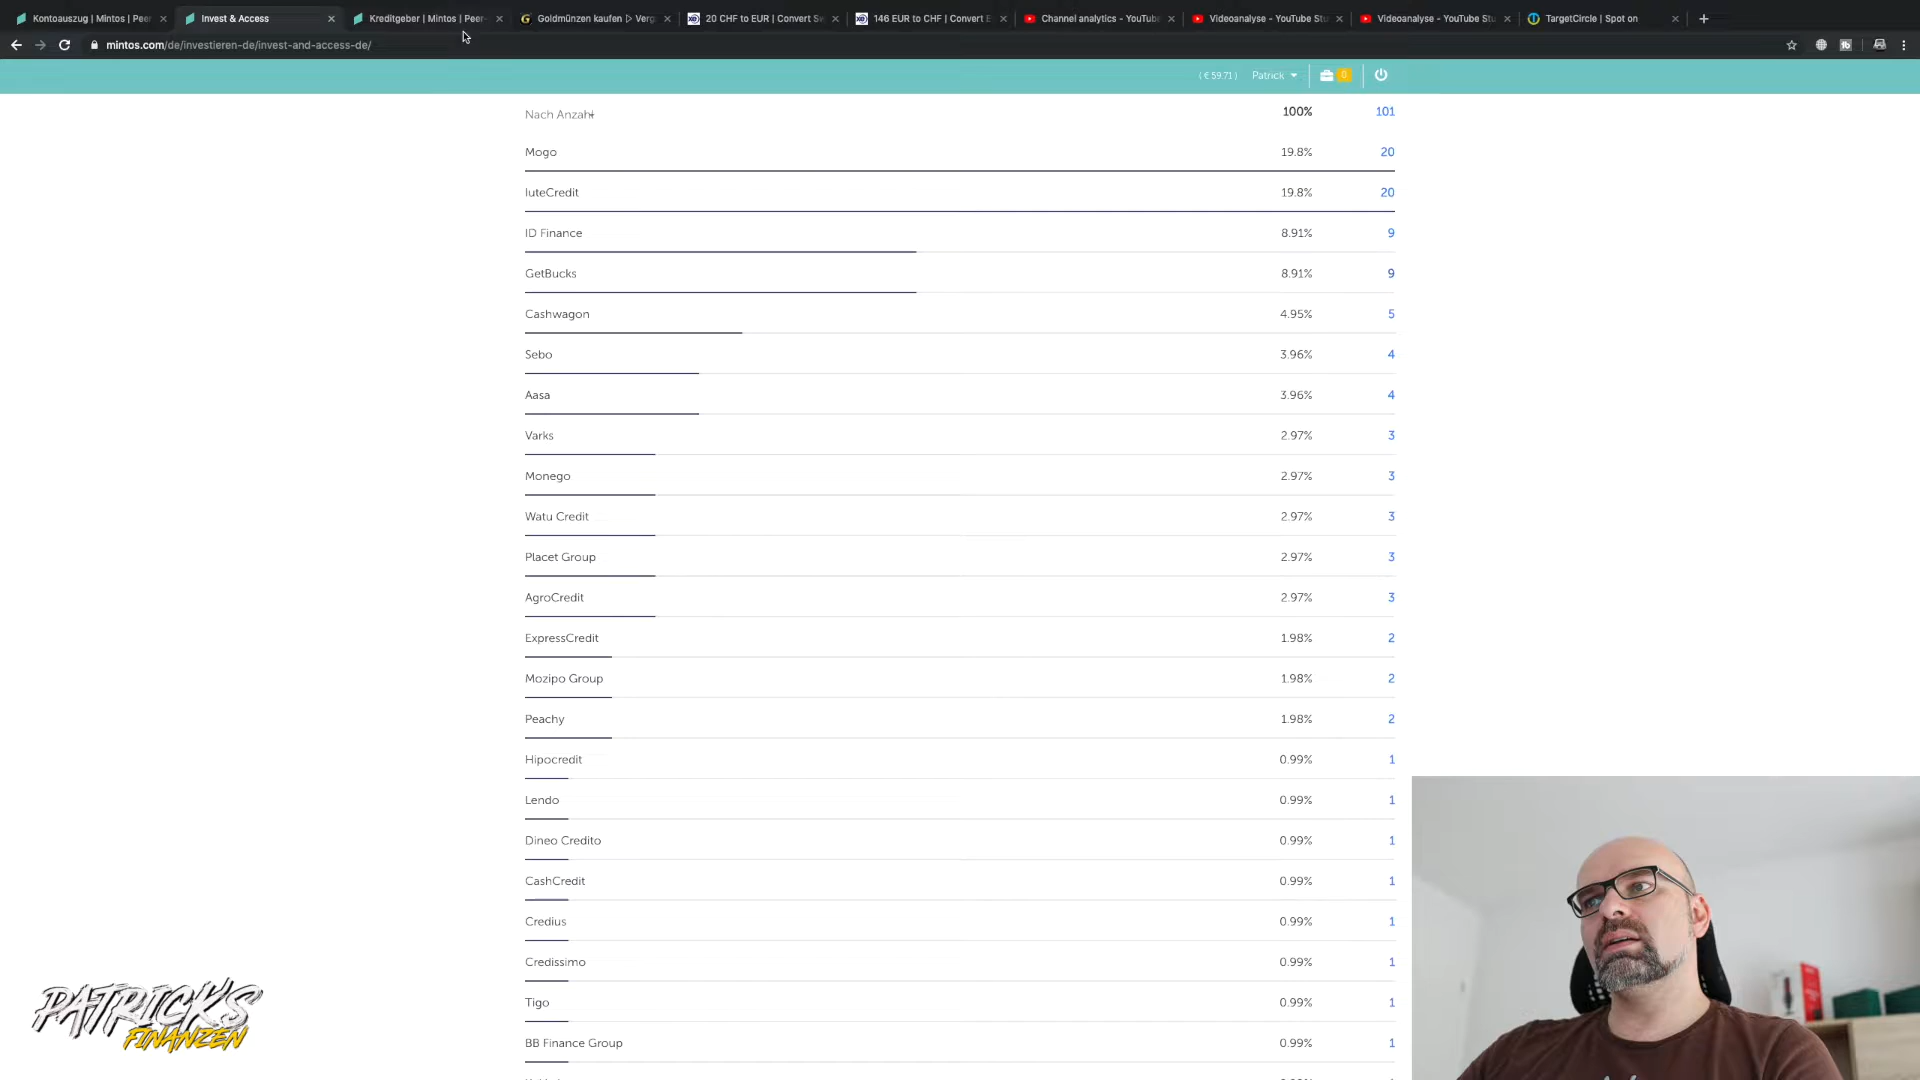 Kontoauszug | Mintos | Peer
Invest & Access
Kreditgeber | Mintos | Peer-
Goldmünzen kaufen ▷ Verg
20 CHF to EUR | Convert Sw
146 EUR to CHF | Convert E
Channel analytics - YouTube
Videoanalyse - YouTube Stu
Videoanalyse - YouTube Stu
TargetCircle | Spot on
mintos.com/de/investieren-de/invest-and-access-de/
( € 59.71 ) Patrick 0
Nach Anzahl 100% 101
Mogo 19.8% 20
IuteCredit 19.8% 20
ID Finance 8.91% 9
GetBucks 8.91% 9
Cashwagon 4.95% 5
Sebo 3.96% 4
Aasa 3.96% 4
Varks 2.97% 3
Monego 2.97% 3
Watu Credit 2.97% 3
Placet Group 2.97% 3
AgroCredit 2.97% 3
ExpressCredit 1.98% 2
Mozipo Group 1.98% 2
Peachy 1.98% 2
Hipocredit 0.99% 1
Lendo 0.99% 1
Dineo Credito 0.99% 1
CashCredit 0.99% 1
Credius 0.99% 1
Credissimo 0.99% 1
Tigo 0.99% 1
BB Finance Group 0.99% 1
PATRICKS
FINANZEN